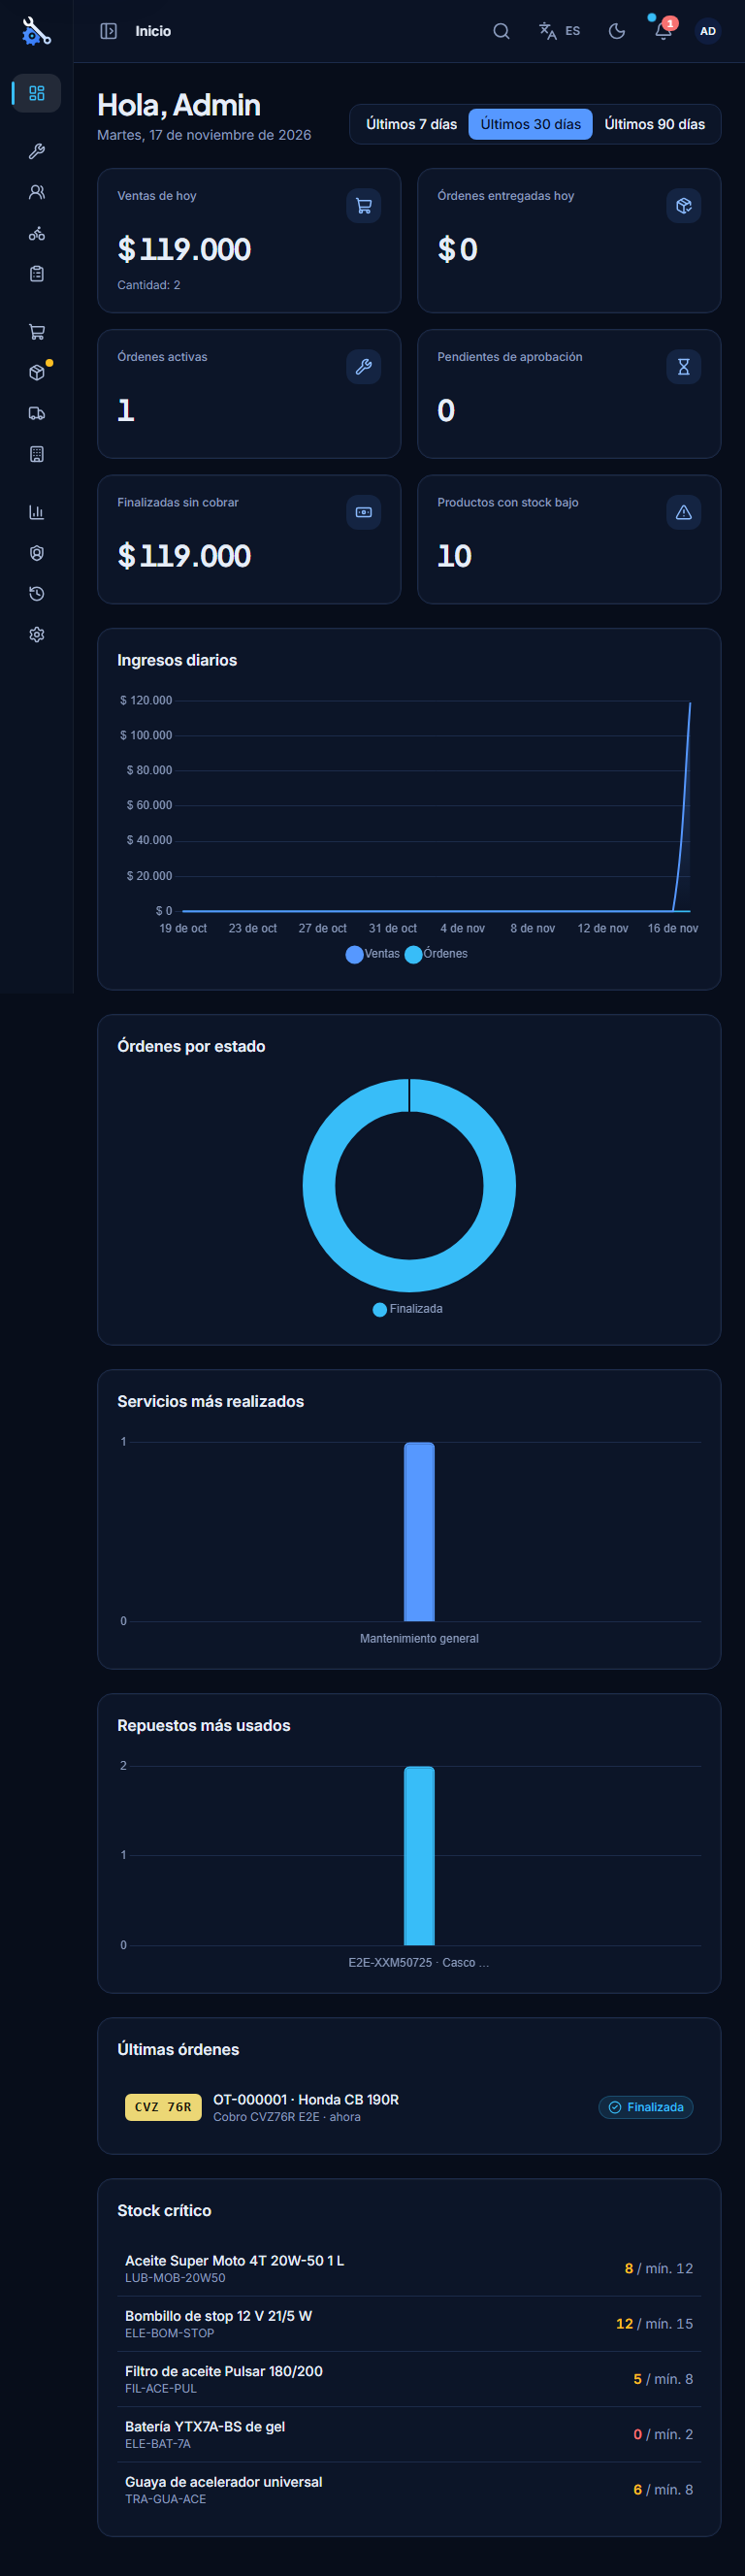 Inicio
ES
1
AD
Hola, Admin
Martes, 17 de noviembre de 2026
Últimos 7 días
Últimos 30 días
Últimos 90 días
Ventas de hoy
$ 119.000
Cantidad: 2
Órdenes entregadas hoy
$ 0
Órdenes activas
1
Pendientes de aprobación
0
Finalizadas sin cobrar
$ 119.000
Productos con stock bajo
10
Ingresos diarios
$ 120.000
$ 100.000
$ 80.000
$ 60.000
$ 40.000
$ 20.000
$ 0
19 de oct 23 de oct 27 de oct 31 de oct 4 de nov 8 de nov 12 de nov 16 de nov
Ventas Órdenes
Órdenes por estado
Finalizada
Servicios más realizados
1
0
Mantenimiento general
Repuestos más usados
2
1
0
E2E-XXM50725 · Casco ...
Últimas órdenes
CVZ 76R
OT-000001 · Honda CB 190R
Cobro CVZ76R E2E · ahora
Finalizada
Stock crítico
Aceite Super Moto 4T 20W-50 1 L
LUB-MOB-20W50
8 / mín. 12
Bombillo de stop 12 V 21/5 W
ELE-BOM-STOP
12 / mín. 15
Filtro de aceite Pulsar 180/200
FIL-ACE-PUL
5 / mín. 8
Batería YTX7A-BS de gel
ELE-BAT-7A
0 / mín. 2
Guaya de acelerador universal
TRA-GUA-ACE
6 / mín. 8